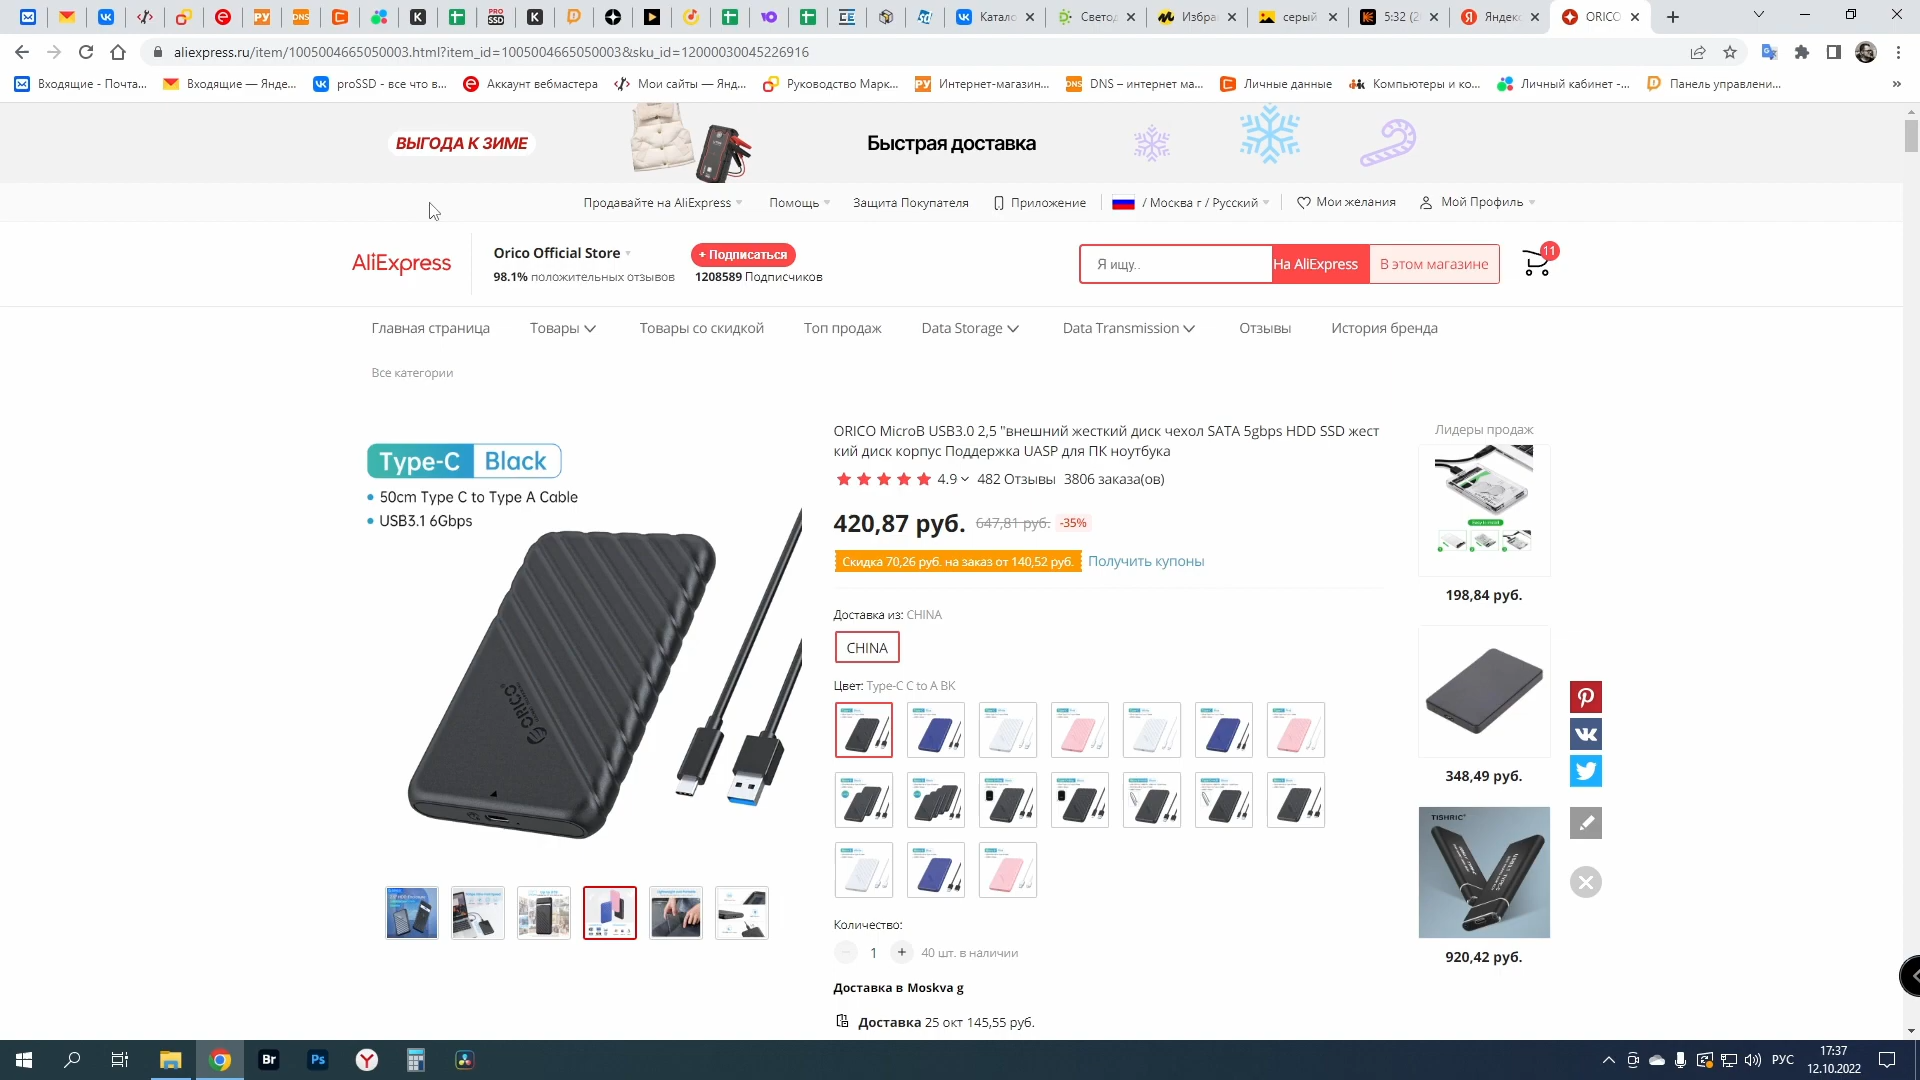 Катало
Светод
Избра
серый
5:32 (2
Яндекс
ORICO
aliexpress.ru/item/1005004665050003.html?item_id=1005004665050003&sku_id=12000030045226916
Входящие - Почта...
Входящие — Янде...
proSSD - все что в...
Аккаунт вебмастера
Мои сайты — Янд...
Руководство Марк...
Интернет-магазин...
DNS – интернет ма...
Личные данные
Компьютеры и ко...
Личный кабинет -...
Панель управлени...
ВЫГОДА К ЗИМЕ
Быстрая доставка
Продавайте на AliExpress
Помощь
Защита Покупателя
Приложение
/ Москва г / Русский
Мои желания
Мой Профиль
AliExpress
Orico Official Store
+ Подписаться
98.1% положительных отзывов
1208589 Подписчиков
Я ищу..
На AliExpress
В этом магазине
11
Главная страница
Товары
Товары со скидкой
Топ продаж
Data Storage
Data Transmission
Отзывы
История бренда
Все категории
Type-C Black
50cm Type C to Type A Cable
USB3.1 6Gbps
ORICO
ORICO MicroB USB3.0 2,5 "внешний жесткий диск чехол SATA 5gbps HDD SSD жест
кий диск корпус Поддержка UASP для ПК ноутбука
4.9 482 Отзывы 3806 заказа(ов)
420,87 руб. 647,81 руб. -35%
Скидка 70,26 руб. на заказ от 140,52 руб. Получить купоны
Доставка из: CHINA
CHINA
Цвет: Type-C C to A BK
Количество:
1
40 шт. в наличии
Доставка в Moskva g
Доставка 25 окт 145,55 руб.
Лидеры продаж
198,84 руб.
348,49 руб.
TISHRIC
920,42 руб.
Br
Ps
РУС
17:37
12.10.2022